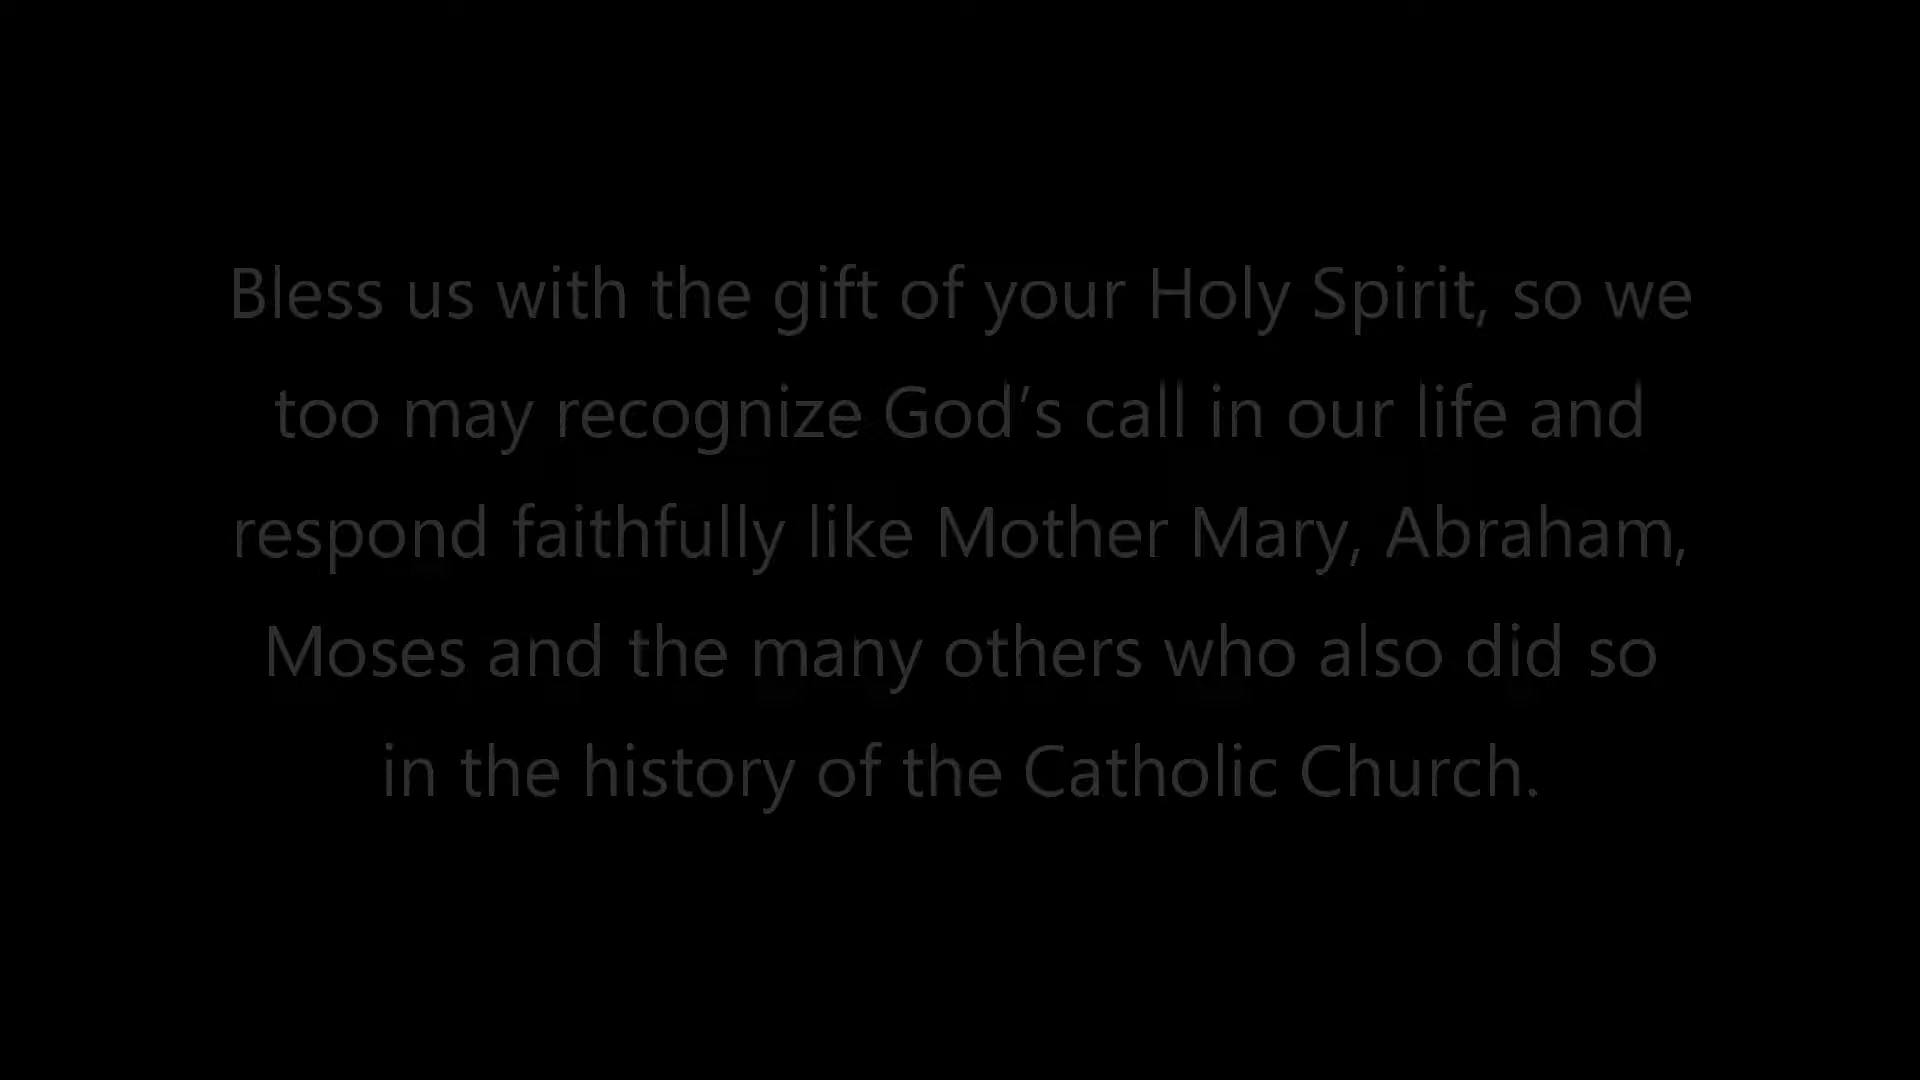 Bless us with the gift of your Holy Spirit, so we
too may recognize God’s call in our life and
respond faithfully like Mother Mary, Abraham,
Moses and the many others who also did so
in the history of the Catholic Church.